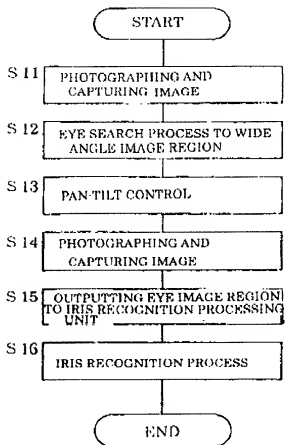 START
S 11
PHOTOGRAPHING AND
CAPTURING IMAGE
S 12
EYE SEARCH PROCESS TO WIDE
ANGLE IMAGE REGION
S 13
PAN-TILT CONTROL
S 14
PHOTOGRAPHING AND
CAPTURING IMAGE
S 15
OUTPUTTING EYE IMAGE REGION
TO IRIS RECOGNITION PROCESSING
UNIT
S 16
IRIS RECOGNITION PROCESS
END